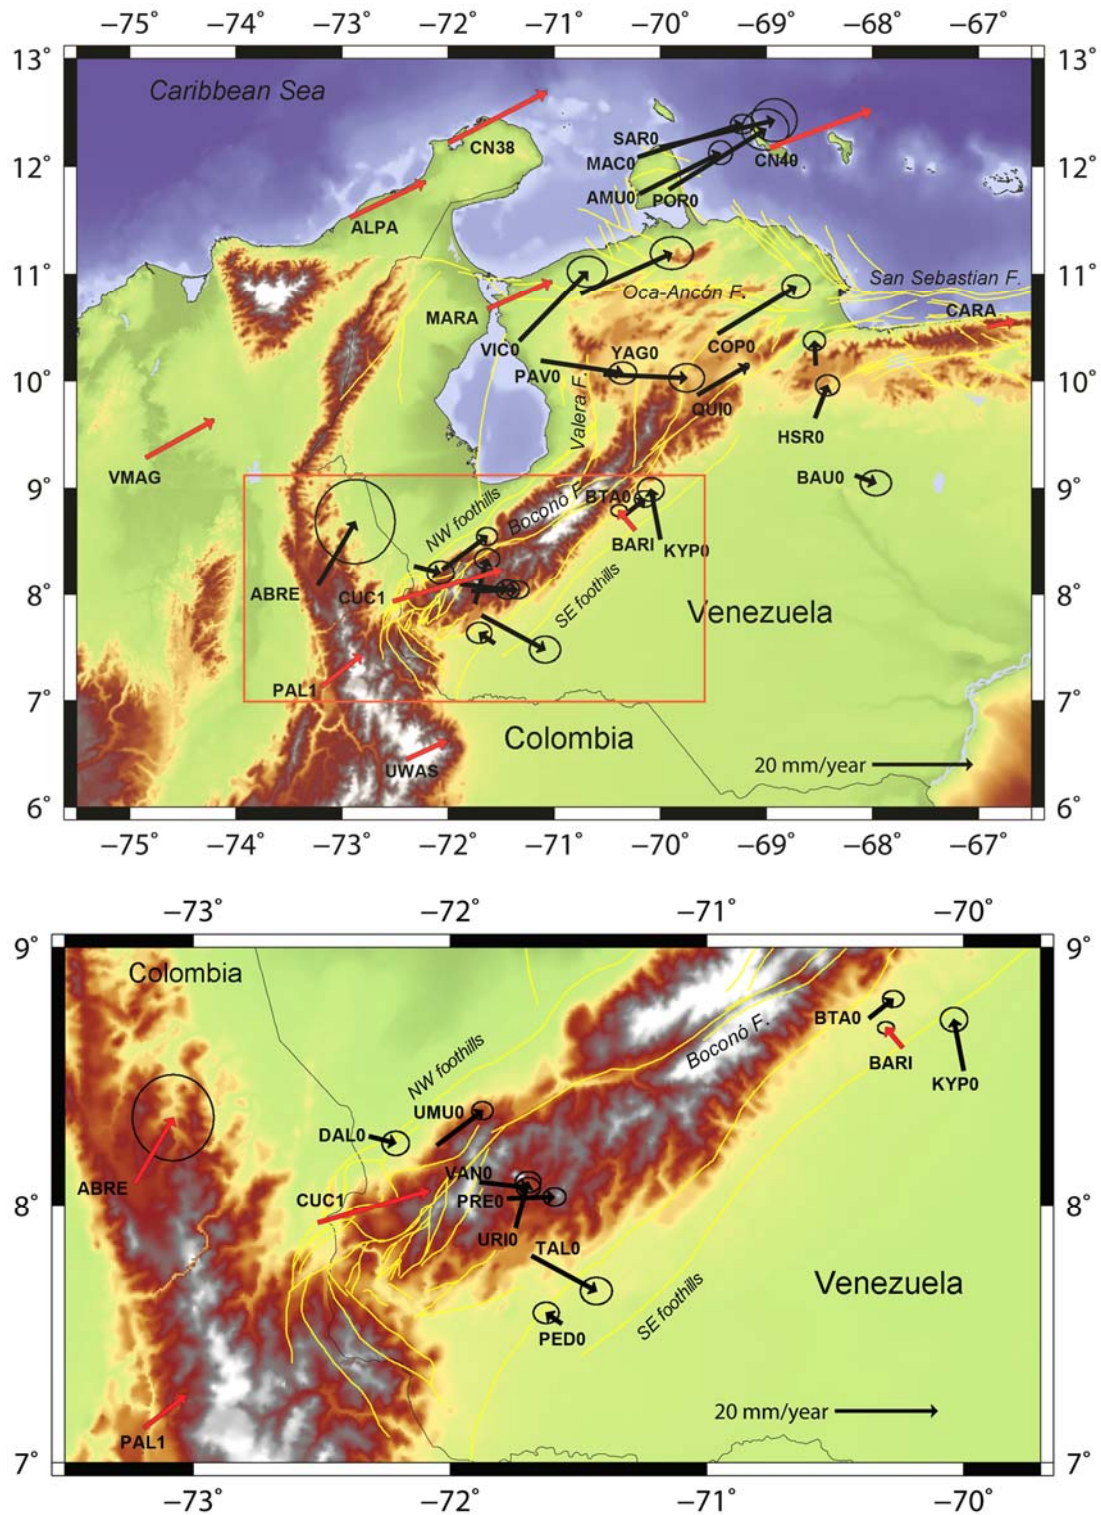 −75° −74° −73° −72° −71° −70° −69° −68° −67°
13° 13°
Caribbean Sea
CN38
SAR0
MAC0
CN40
12° 12°
AMU0 POR0
ALPA
11° 11°
San Sebastian F.
Oca-Ancón F.
MARA
CARA
VIC0
YAG0
COP0
PAV0
10° 10°
QUI0
Valera F.
HSR0
VMAG
BAU0
9° 9°
BTA0
NW foothills
Boconó F.
BARI
KYP0
ABRE
CUC1
8° 8°
SE foothills
Venezuela
PAL1
7° 7°
Colombia
UWAS
20 mm/year
6° 6°
−75° −74° −73° −72° −71° −70° −69° −68° −67°
−73° −72° −71° −70°
9° 9°
Colombia
BTA0
Boconó F.
BARI
NW foothills
KYP0
UMU0
DAL0
VAN0
ABRE
CUC1
PRE0
8° 8°
URI0
TAL0
Venezuela
SE foothills
PED0
20 mm/year
PAL1
7° 7°
−73° −72° −71° −70°